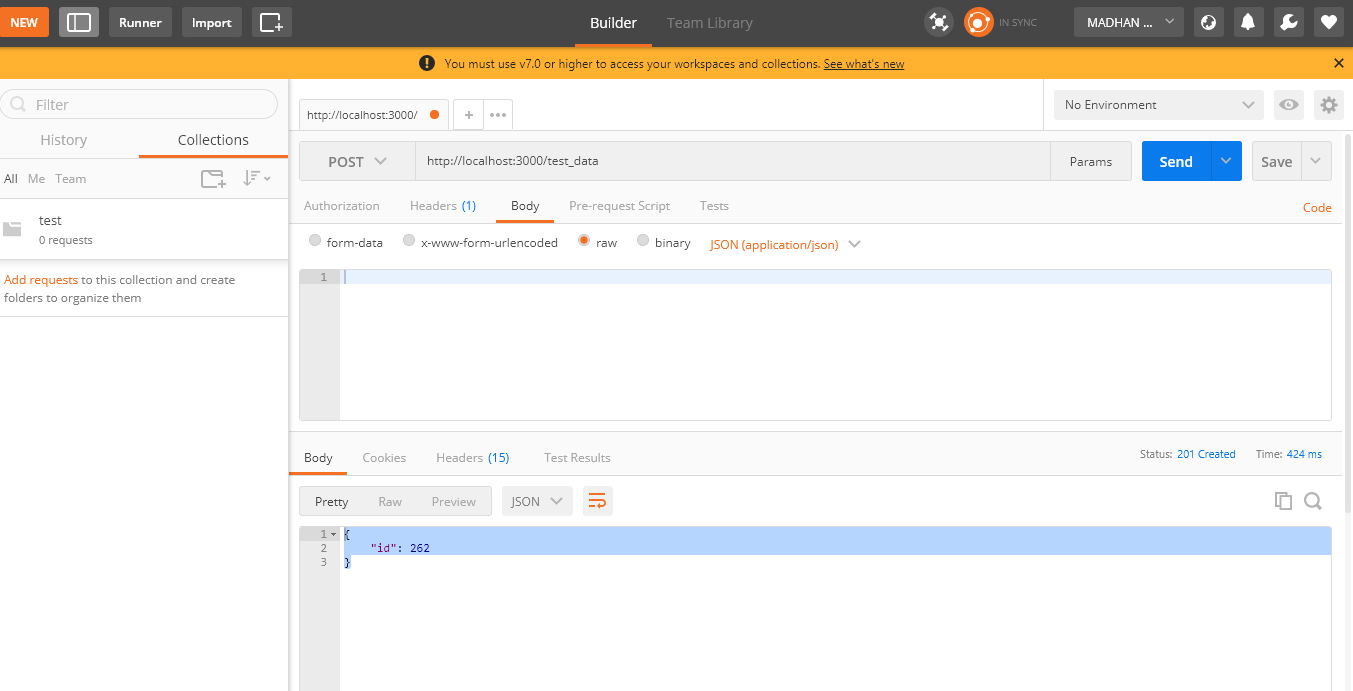 NEW Runner Import Builder Team Library IN SYNC MADHAN ...
You must use v7.0 or higher to access your workspaces and collections. See what's new
Filter
History Collections
All Me Team
test
0 requests
Add requests to this collection and create
folders to organize them
http://localhost:3000/ No Environment
POST http://localhost:3000/test_data Params Send Save
Authorization Headers (1) Body Pre-request Script Tests Code
form-data x-www-form-urlencoded raw binary JSON (application/json)
1
Body Cookies Headers (15) Test Results Status: 201 Created Time: 424 ms
Pretty Raw Preview JSON
1 {
2 "id": 262
3 }